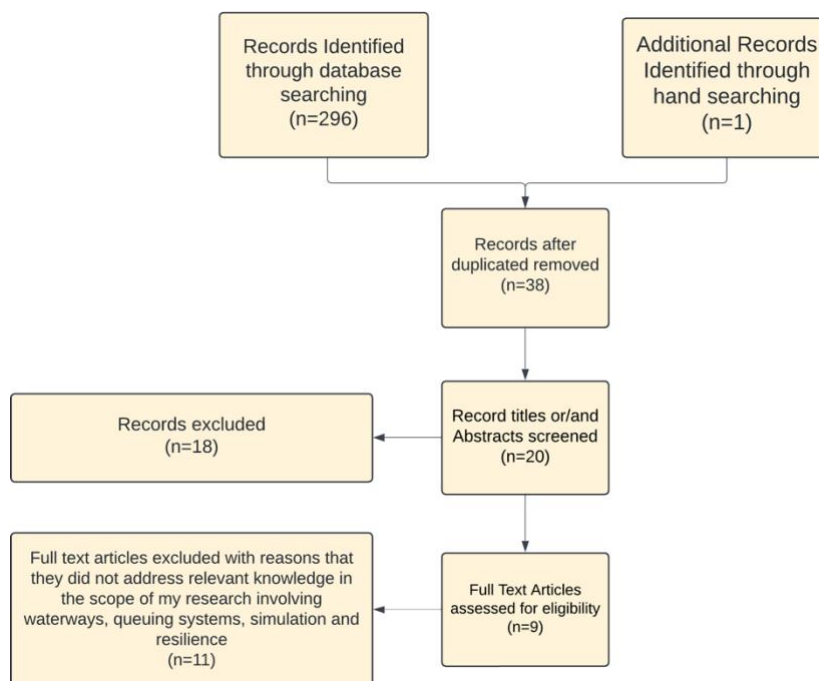 Records Identified
through database
searching
(n=296)
Additional Records
Identified through
hand searching
(n=1)
Records after
duplicated removed
(n=38)
Record titles or/and
Abstracts screened
(n=20)
Records excluded
(n=18)
Full Text Articles
assessed for eligibility
(n=9)
Full text articles excluded with reasons that
they did not address relevant knowledge in
the scope of my research involving
waterways, queuing systems, simulation and
resilience
(n=11)